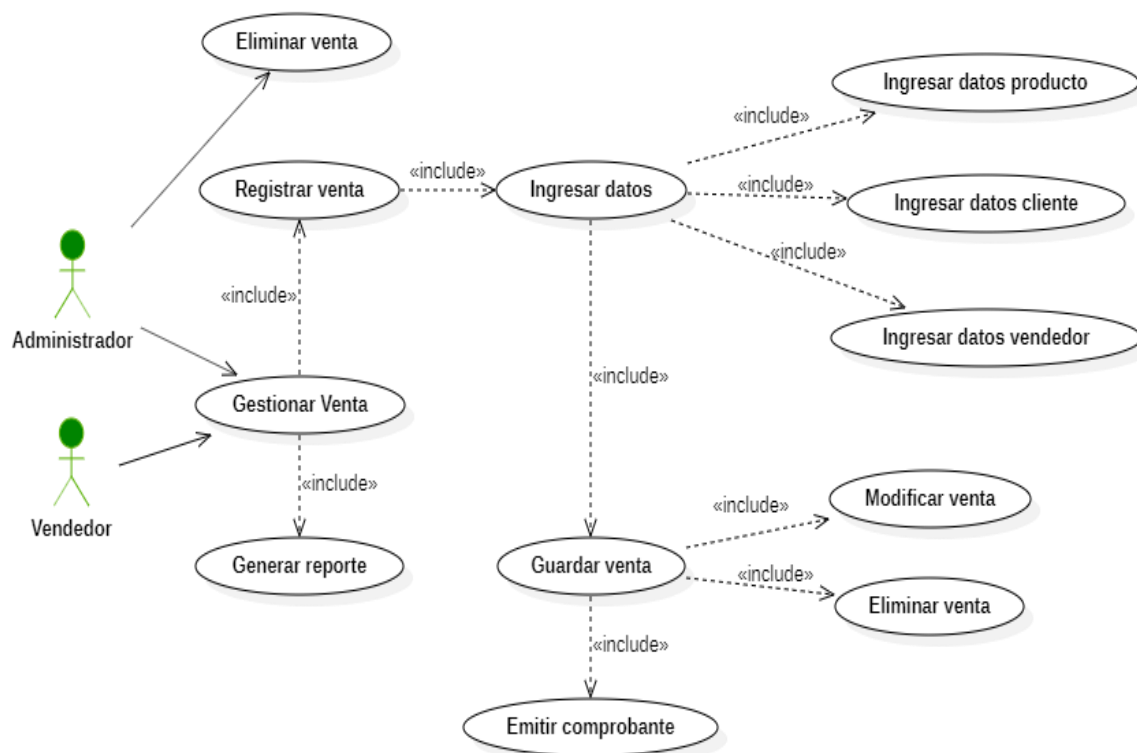 Eliminar venta
Ingresar datos producto
«include»
Registrar venta
«include»
Ingresar datos
«include»
Ingresar datos cliente
«include»
«include»
Administrador
Ingresar datos vendedor
«include»
Gestionar Venta
Vendedor
«include»
«include»
Modificar venta
Generar reporte
Guardar venta
«include»
Eliminar venta
«include»
Emitir comprobante